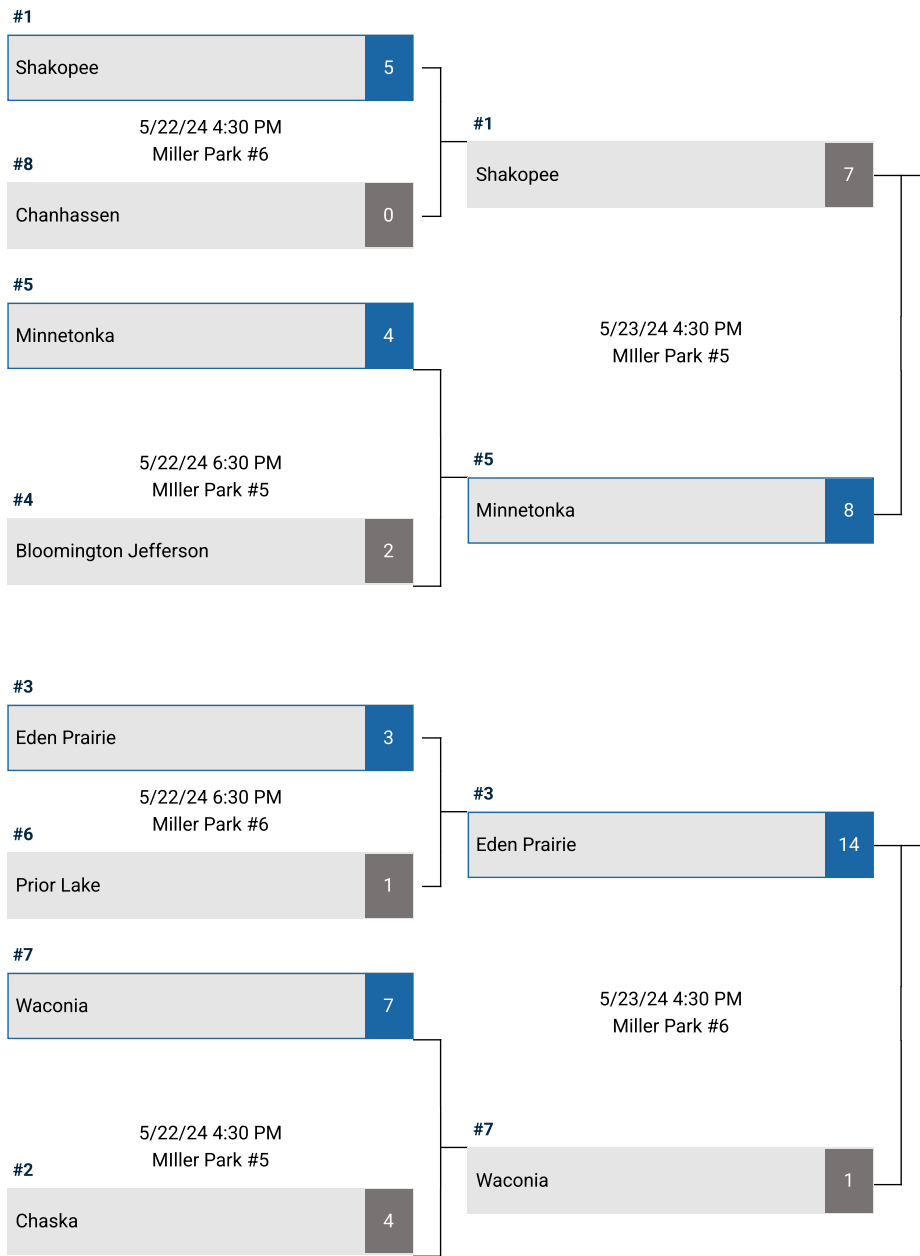 #1
Shakopee
5
5/22/24 4:30 PM
Miller Park #6
#8
Chanhassen
0
#1
Shakopee
7
#5
Minnetonka
4
5/22/24 6:30 PM
MIller Park #5
#4
Bloomington Jefferson
2
5/23/24 4:30 PM
MIller Park #5
#5
Minnetonka
8
#3
Eden Prairie
3
5/22/24 6:30 PM
Miller Park #6
#6
Prior Lake
1
#3
Eden Prairie
14
#7
Waconia
7
5/22/24 4:30 PM
MIller Park #5
#2
Chaska
4
5/23/24 4:30 PM
Miller Park #6
#7
Waconia
1